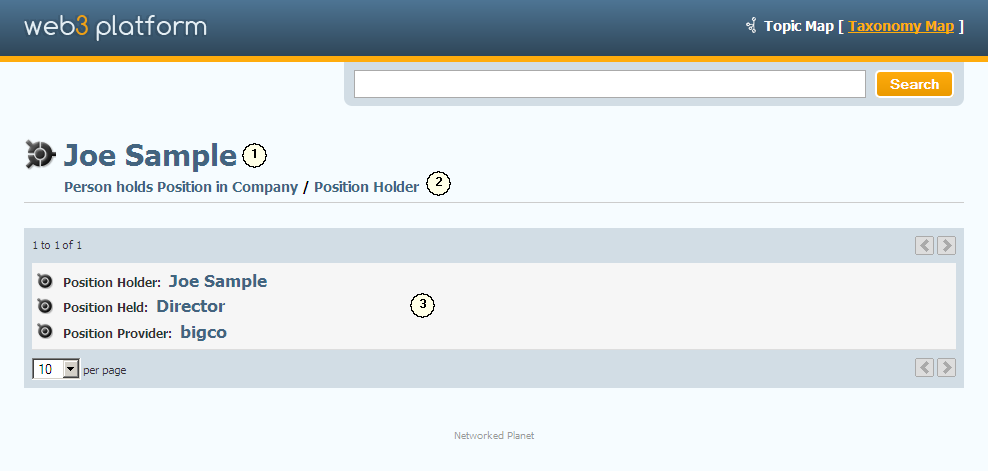 web3 platform
Topic Map [ Taxonomy Map ]
Search
Joe Sample 1
Person holds Position in Company / Position Holder 2
1 to 1 of 1
Position Holder: Joe Sample
Position Held: Director 3
Position Provider: bigco
10 per page
Networked Planet